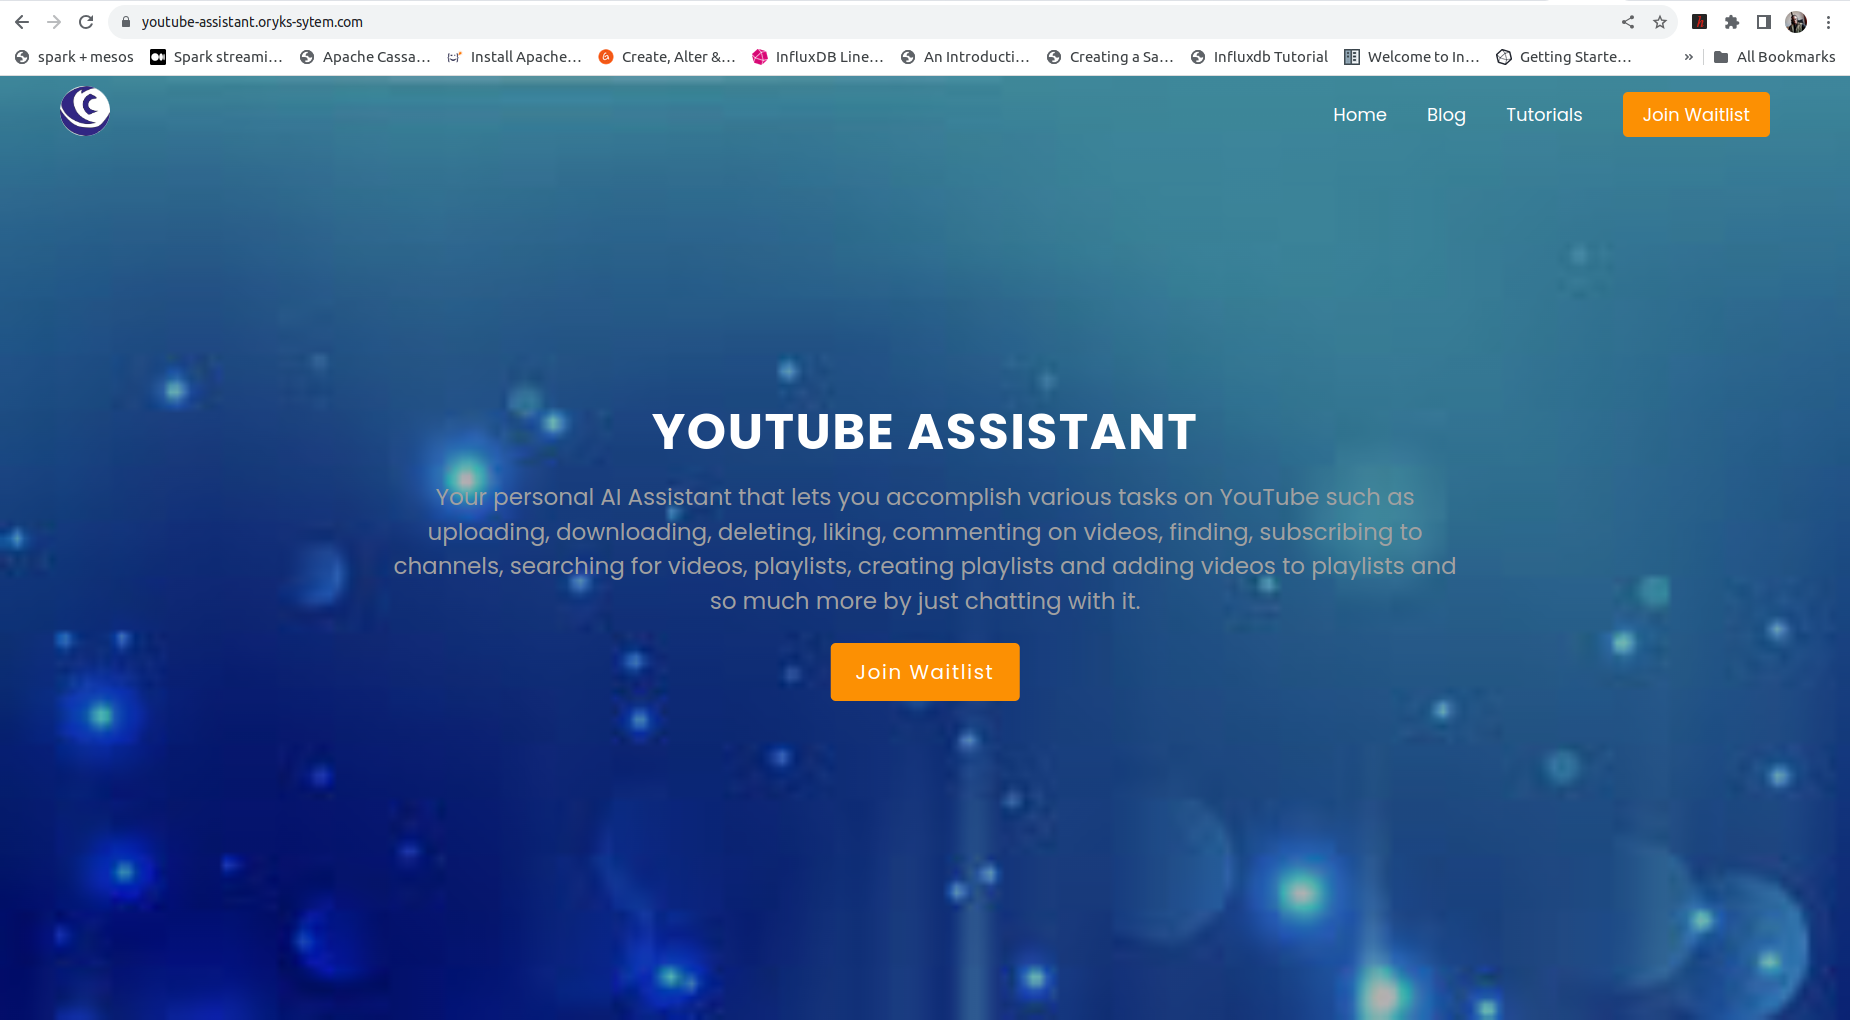 youtube-assistant.oryks-sytem.com
spark + mesos Spark streami... Apache Cassa... Install Apache... Create, Alter &... InfluxDB Line... An Introducti... Creating a Sa... Influxdb Tutorial Welcome to In... Getting Starte... » All Bookmarks
Home Blog Tutorials Join Waitlist
YOUTUBE ASSISTANT
Your personal AI Assistant that lets you accomplish various tasks on YouTube such as
uploading, downloading, deleting, liking, commenting on videos, finding, subscribing to
channels, searching for videos, playlists, creating playlists and adding videos to playlists and
so much more by just chatting with it.
Join Waitlist